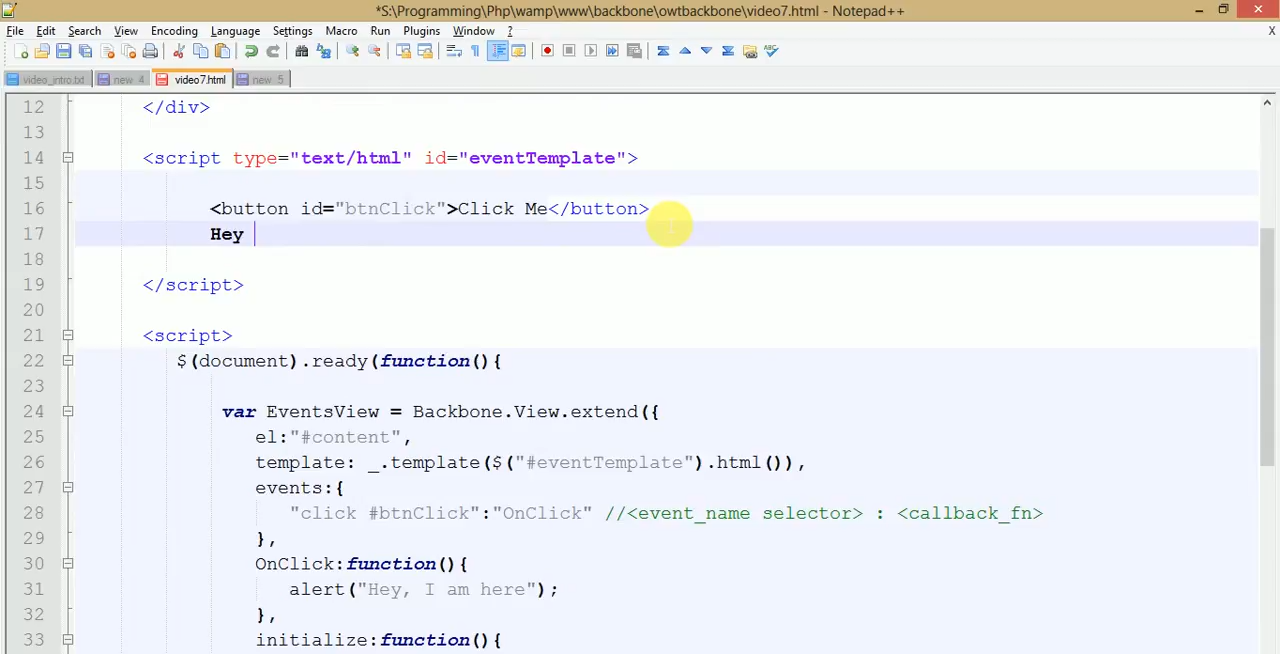 *S:\Programming\Php\wamp\www\backbone\owtbackbone\video7.html - Notepad++
File Edit Search View Encoding Language Settings Macro Run Plugins Window ? X
video_intro.txt new 4 video7.html new 5
12 </div>
13
14 <script type="text/html" id="eventTemplate">
15
16 <button id="btnClick">Click Me</button>
17 Hey
18
19 </script>
20
21 <script>
22 $(document).ready(function(){
23
24 var EventsView = Backbone.View.extend({
25 el:"#content",
26 template: _.template($("#eventTemplate").html()),
27 events:{
28 "click #btnClick":"OnClick" //<event_name selector> : <callback_fn>
29 },
30 OnClick:function(){
31 alert("Hey, I am here");
32 },
33 initialize:function(){